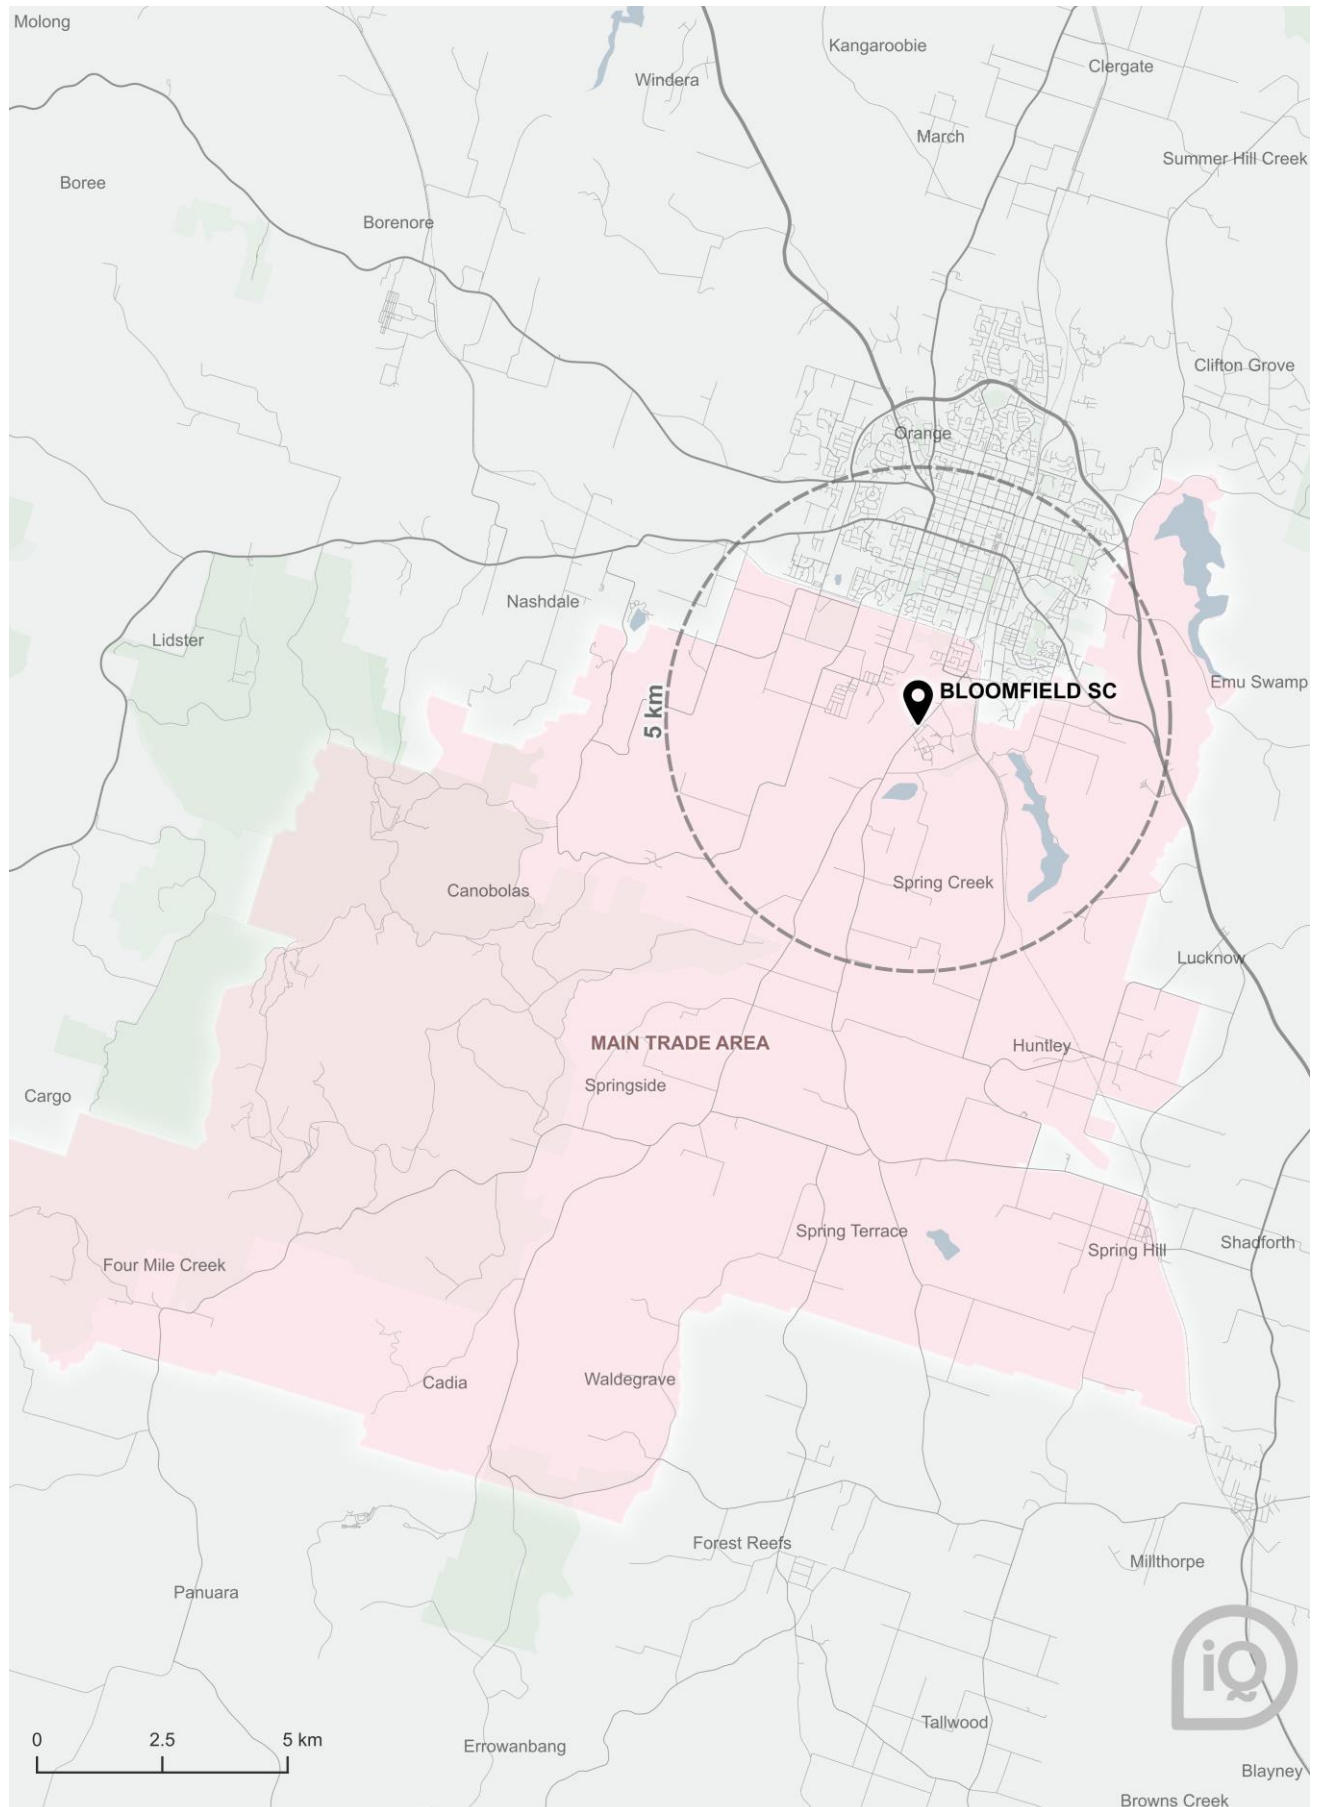 Molong
Kangaroobie
Windera
Clergate
March
Summer Hill Creek
Boree
Borenore
Clifton Grove
Orange
Nashdale
Lidster
Emu Swamp
BLOOMFIELD SC
5 km
Canobolas
Spring Creek
Lucknow
MAIN TRADE AREA
Huntley
Springside
Cargo
Spring Terrace
Shadforth
Spring Hill
Four Mile Creek
Waldegrave
Cadia
Forest Reefs
Millthorpe
Panuara
iQ
Tallwood
0 2.5 5 km
Errowanbang
Blayney
Browns Creek